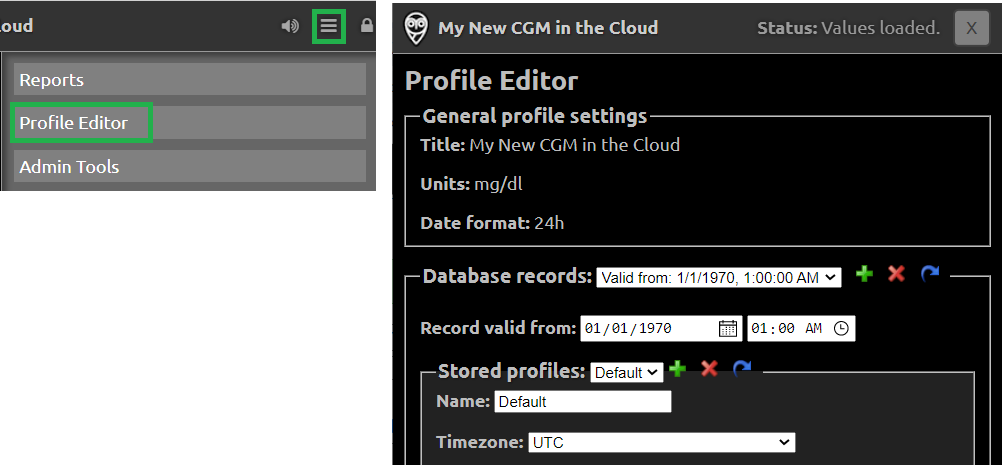 loud
Reports
Profile Editor
Admin Tools
My New CGM in the Cloud Status: Values loaded. X
Profile Editor
General profile settings
Title: My New CGM in the Cloud
Units: mg/dl
Date format: 24h
Database records: Valid from: 1/1/1970, 1:00:00 AM
Record valid from: 01/01/1970 01:00 AM
Stored profiles: Default
Name: Default
Timezone: UTC